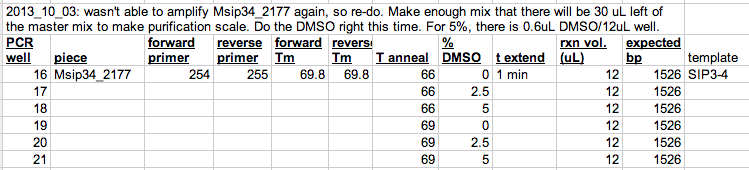 2013_10_03: wasn't able to amplify Msip34_2177 again, so re-do. Make enough mix that there will be 30 uL left of
the master mix to make purification scale. Do the DMSO right this time. For 5%, there is 0.6uL DMSO/12uL well.
PCR forward reverse forward revers % rxn vol. expected
well piece primer primer Tm Tm T anneal DMSO t extend (uL) bp template
16 Msip34_2177 254 255 69.8 69.8 66 0 1 min 12 1526 SIP3-4
17 66 2.5 12 1526
18 66 5 12 1526
19 69 0 12 1526
20 69 2.5 12 1526
21 69 5 12 1526